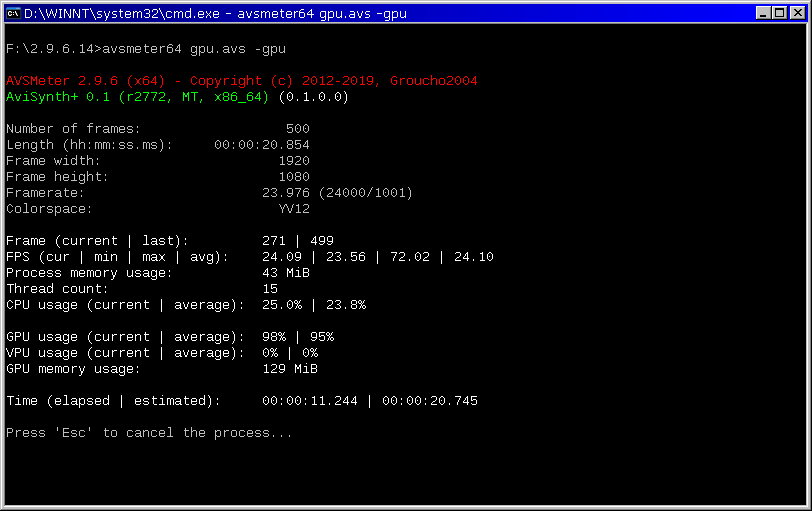 D:\WINNT\system32\cmd.exe - avsmeter64 gpu.avs -gpu
F:\2.9.6.14>avsmeter64 gpu.avs -gpu
AVSMeter 2.9.6 (x64) - Copyright (c) 2012-2019, Groucho2004
AviSynth+ 0.1 (r2772, MT, x86_64) (0.1.0.0)
Number of frames: 500
Length (hh:mm:ss.ms): 00:00:20.854
Frame width: 1920
Frame height: 1080
Framerate: 23.976 (24000/1001)
Colorspace: YV12
Frame (current | last): 271 | 499
FPS (cur | min | max | avg): 24.09 | 23.56 | 72.02 | 24.10
Process memory usage: 43 MiB
Thread count: 15
CPU usage (current | average): 25.0% | 23.8%
GPU usage (current | average): 98% | 95%
VPU usage (current | average): 0% | 0%
GPU memory usage: 129 MiB
Time (elapsed | estimated): 00:00:11.244 | 00:00:20.745
Press 'Esc' to cancel the process...